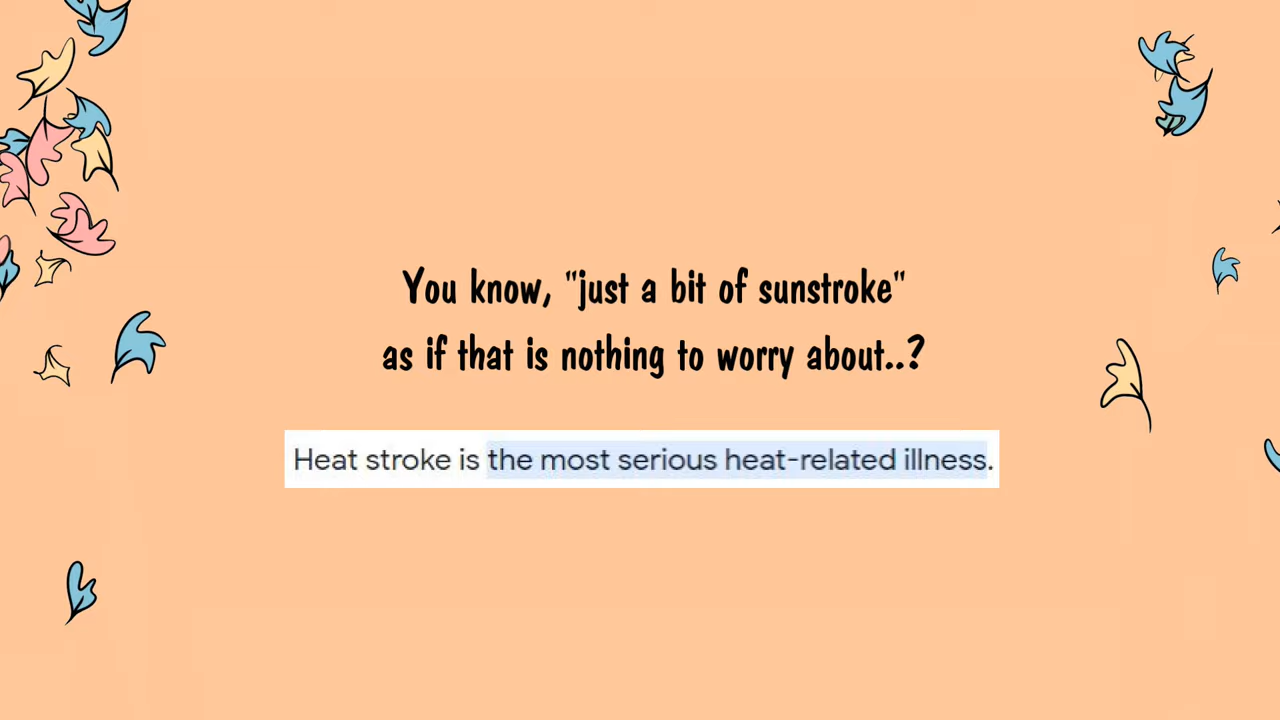 You know, "just a bit of sunstroke"
as if that is nothing to worry about..?
Heat stroke is the most serious heat-related illness.